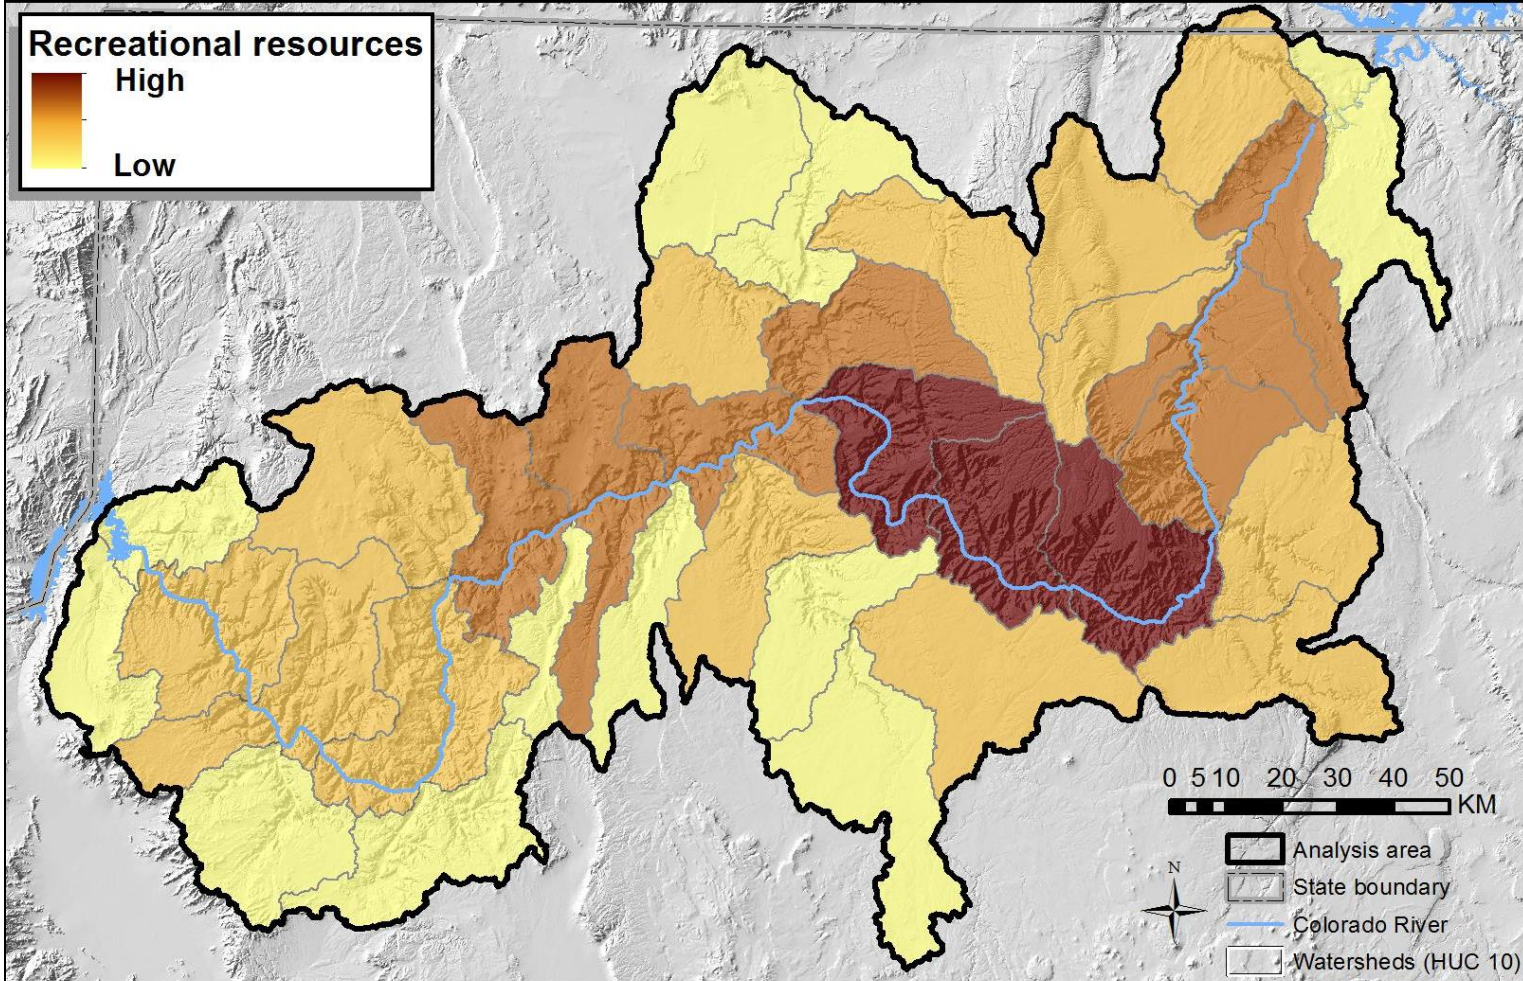 Recreational resources
High
Low
0 5 10 20 30 40 50
KM
N
Analysis area
State boundary
Colorado River
Watersheds (HUC 10)